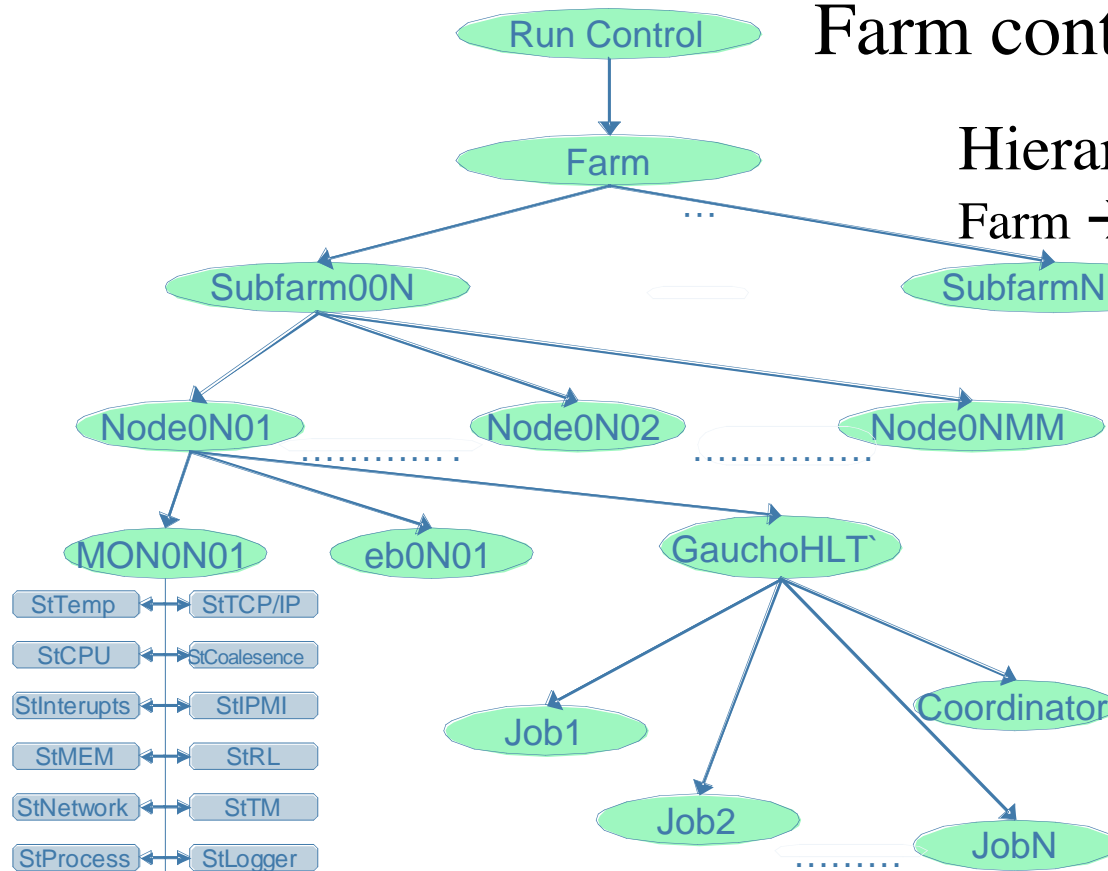 Run Control
Farm cont
Farm
Hierar
Farm →
...
Subfarm00N
SubfarmN
Node0N01
Node0N02
Node0NMM
MON0N01
eb0N01
GauchoHLT`
StTemp
StTCP/IP
StCPU
StCoalesence
StInterupts
StIPMI
StMEM
StRL
StNetwork
StTM
StProcess
StLogger
Job1
Coordinator
Job2
JobN